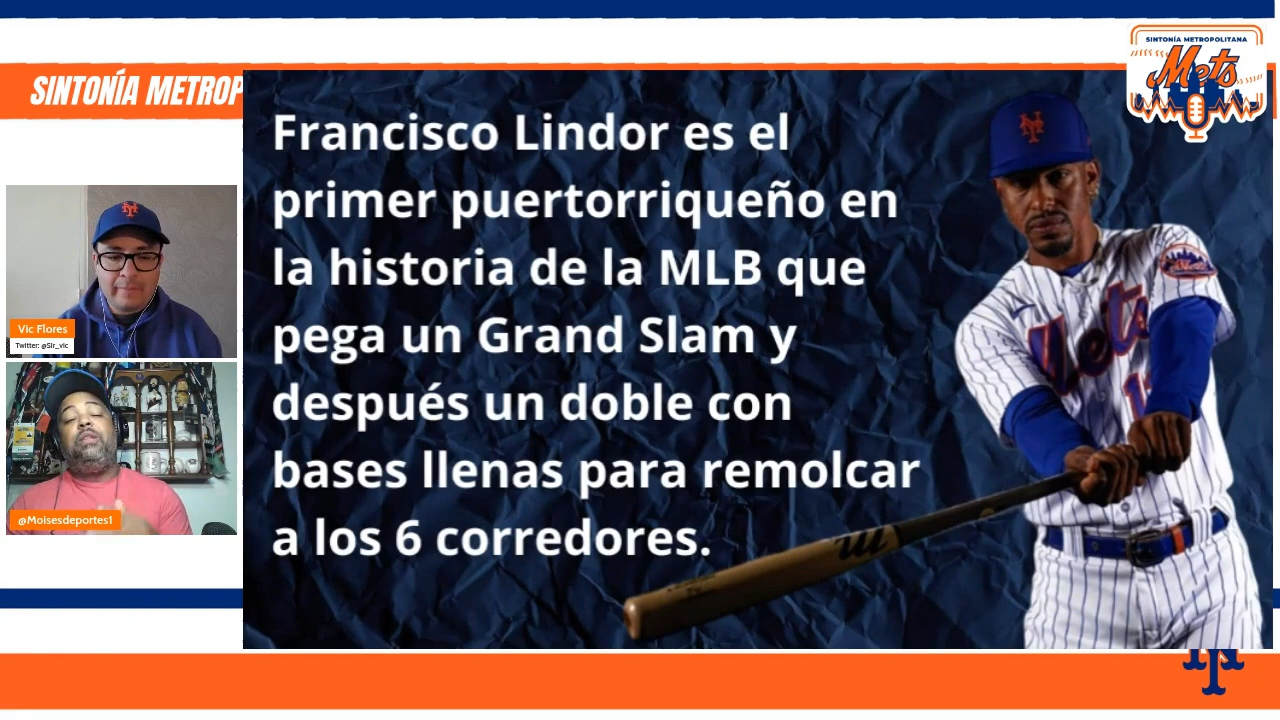 SINTONÍA METROPOLITANA
Mets
SINTONÍA METROP
Francisco Lindor es el
primer puertorriqueño en
la historia de la MLB que
pega un Grand Slam y
después un doble con
bases llenas para remolcar
a los 6 corredores.
Mets
Vic Flores
Twitter: @Sir_vic
@Moisesdeportes1